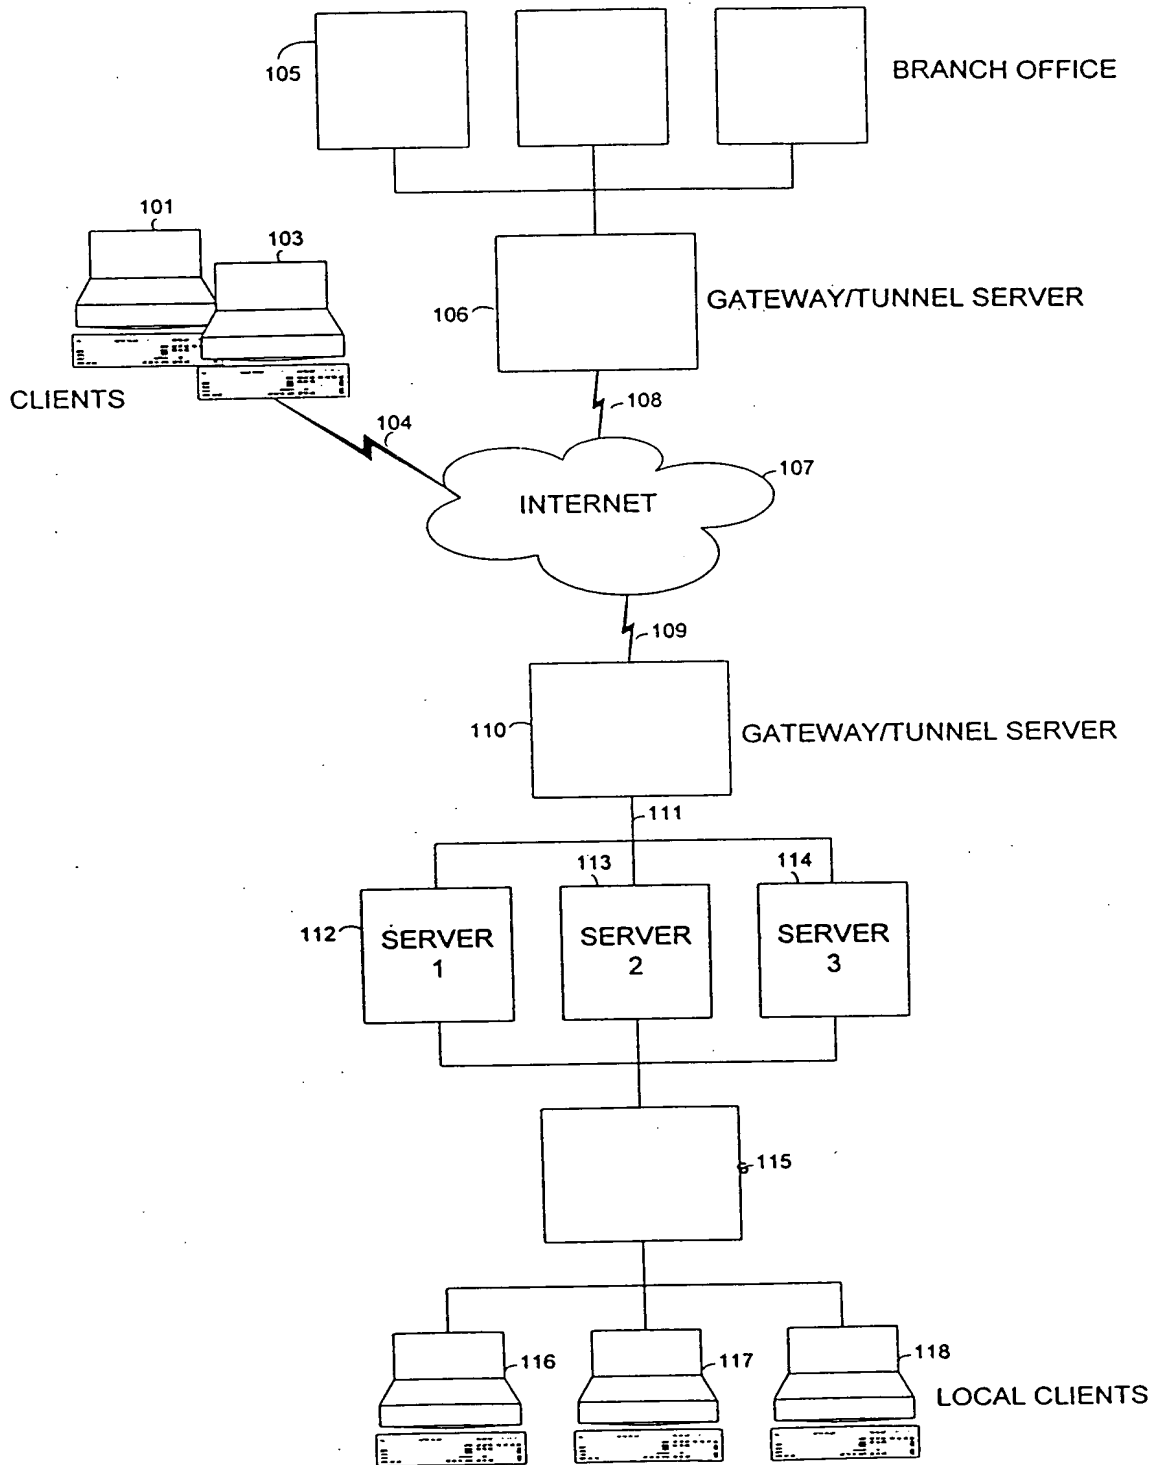 105
BRANCH OFFICE
101
103
106
GATEWAY/TUNNEL SERVER
CLIENTS
104
108
107
INTERNET
109
110
GATEWAY/TUNNEL SERVER
111
113
114
112
SERVER
1
SERVER
2
SERVER
3
115
116
117
118
LOCAL CLIENTS